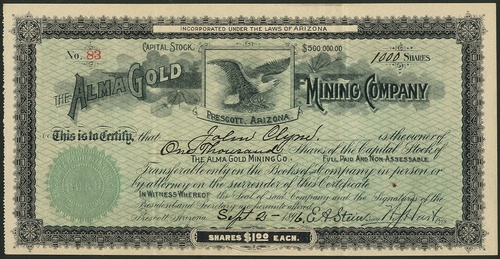 INCORPORATED UNDER THE LAWS OF ARIZONA
No. 83 CAPITAL STOCK $500 000.00 1000 SHARES
THE ALMA GOLD MINING COMPANY
PRESCOTT, ARIZONA.
This is to Certify, that John Clyne. is the owner of
One Thousand Shares of the Capital Stock of
THE ALMA GOLD MINING CO. FULL PAID AND NON-ASSESSABLE
Transferable only on the Books of the Company in person or
by attorney on the surrender of this Certificate
IN WITNESS WHEREOF the Seal of said Company and the Signatures of the
President and Secretary are hereunto affixed
Prescott Arizona Sept 21 1896
SHARES $1.00 EACH.